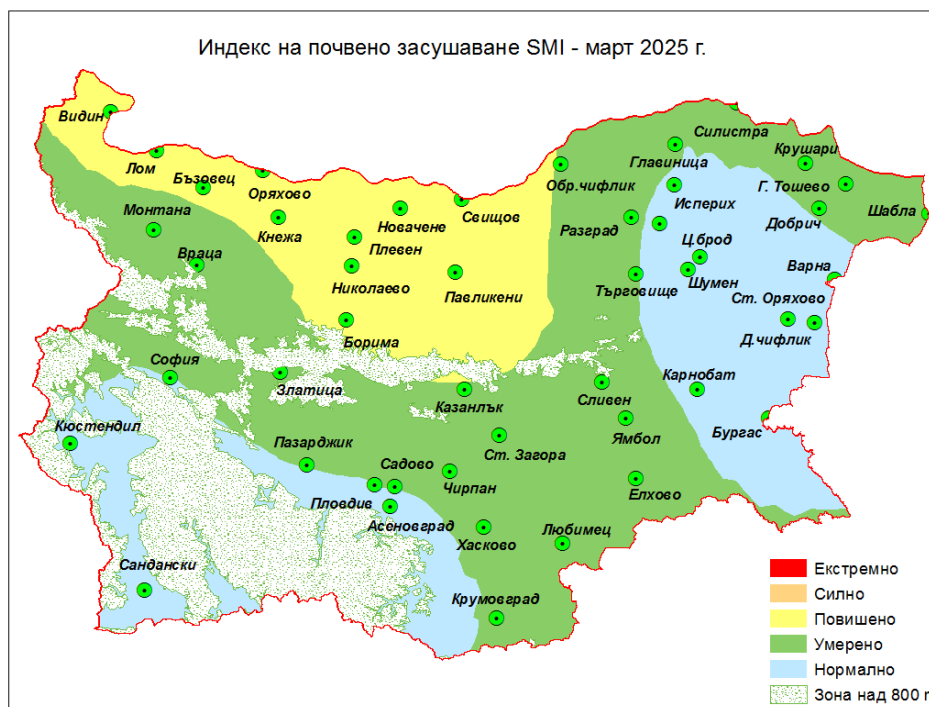 Индекс на почвено засушаване SMI - март 2025 г.
Видин
Силистра
Лом
Главиница
Крушари
Бъзовец
Оряхово
Обр.чифлик
Г. Тошево
Монтана
Новачене
Свищов
Исперих
Кнежа
Разград
Добрич
Шабла
Плевен
Ц.брод
Враца
Николаево
Павликени
Търговище
Шумен
Варна
Ст. Оряхово
Борима
Д.чифлик
София
Златица
Казанлък
Сливен
Карнобат
Кюстендил
Ямбол
Бургас
Пазарджик
Ст. Загора
Садово
Чирпан
Елхово
Пловдив
Асеновград
Хасково
Любимец
Сандански
Крумовград
Екстремно
Силно
Повишено
Умерено
Нормално
Зона над 800